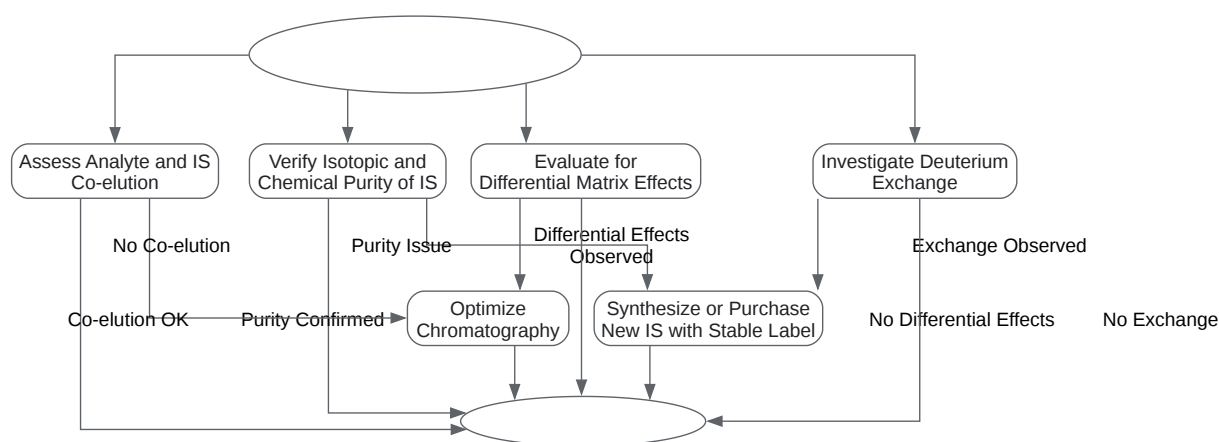 Assess Analyte and IS
Co-elution
Verify Isotopic and
Chemical Purity of IS
Evaluate for
Differential Matrix Effects
Investigate Deuterium
Exchange
No Co-elution
Purity Issue
Differential Effects
Observed
Exchange Observed
Optimize
Chromatography
Synthesize or Purchase
New IS with Stable Label
Co-elution OK
Purity Confirmed
No Differential Effects
No Exchange